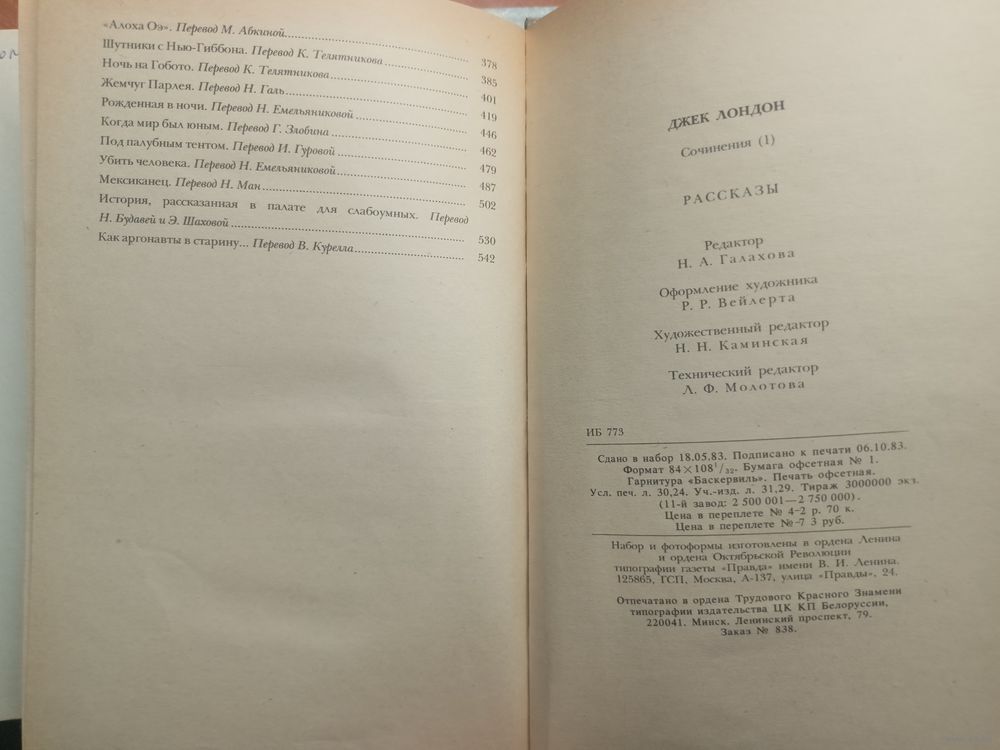 «Алоха Оэ». Перевод М. Абкиной
Шутники с Нью-Гиббона. Перевод К. Телятникова 378
Ночь на Гобото. Перевод К. Телятникова 385
Жемчуг Парлея. Перевод Н. Галь 401
Рожденная в ночи. Перевод Н. Емельяниковой 419
Когда мир был юным. Перевод Г. Злобина 446
Под палубным тентом. Перевод И. Гуровой 462
Убить человека. Перевод Н. Емельяниковой 479
Мексиканец. Перевод Н. Ман 487
История, рассказанная в палате для слабоумных. Перевод 502
Н. Будавей и Э. Шаховой 530
Как аргонавты в старину... Перевод В. Курелла 542
ДЖЕК ЛОНДОН
Сочинения (1)
РАССКАЗЫ
Редактор
Н. А. Галахова
Оформление художника
Р. Р. Вейлерта
Художественный редактор
Н. Н. Каминская
Технический редактор
Л. Ф. Молотова
ИБ 773
Сдано в набор 18.05.83. Подписано к печати 06.10.83.
Формат 84×108¹/₃₂. Бумага офсетная № 1.
Гарнитура «Баскервиль». Печать офсетная.
Усл. печ. л. 30,24. Уч.-изд. л. 31,29. Тираж 3000000 экз.
(11-й завод: 2 500 001—2 750 000).
Цена в переплете № 4-2 р. 70 к.
Цена в переплете №-7 3 руб.
Набор и фотоформы изготовлены в ордена Ленина
и ордена Октябрьской Революции
типографии газеты «Правда» имени В. И. Ленина.
125865, ГСП, Москва, А-137, улица «Правды», 24.
Отпечатано в ордена Трудового Красного Знамени
типографии издательства ЦК КП Белоруссии,
220041. Минск. Ленинский проспект, 79.
Заказ № 838.